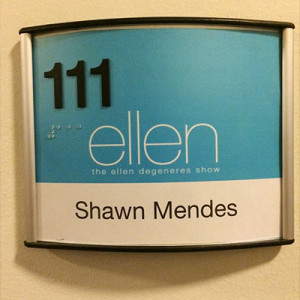 111
ellen
the ellen degeneres show
Shawn Mendes